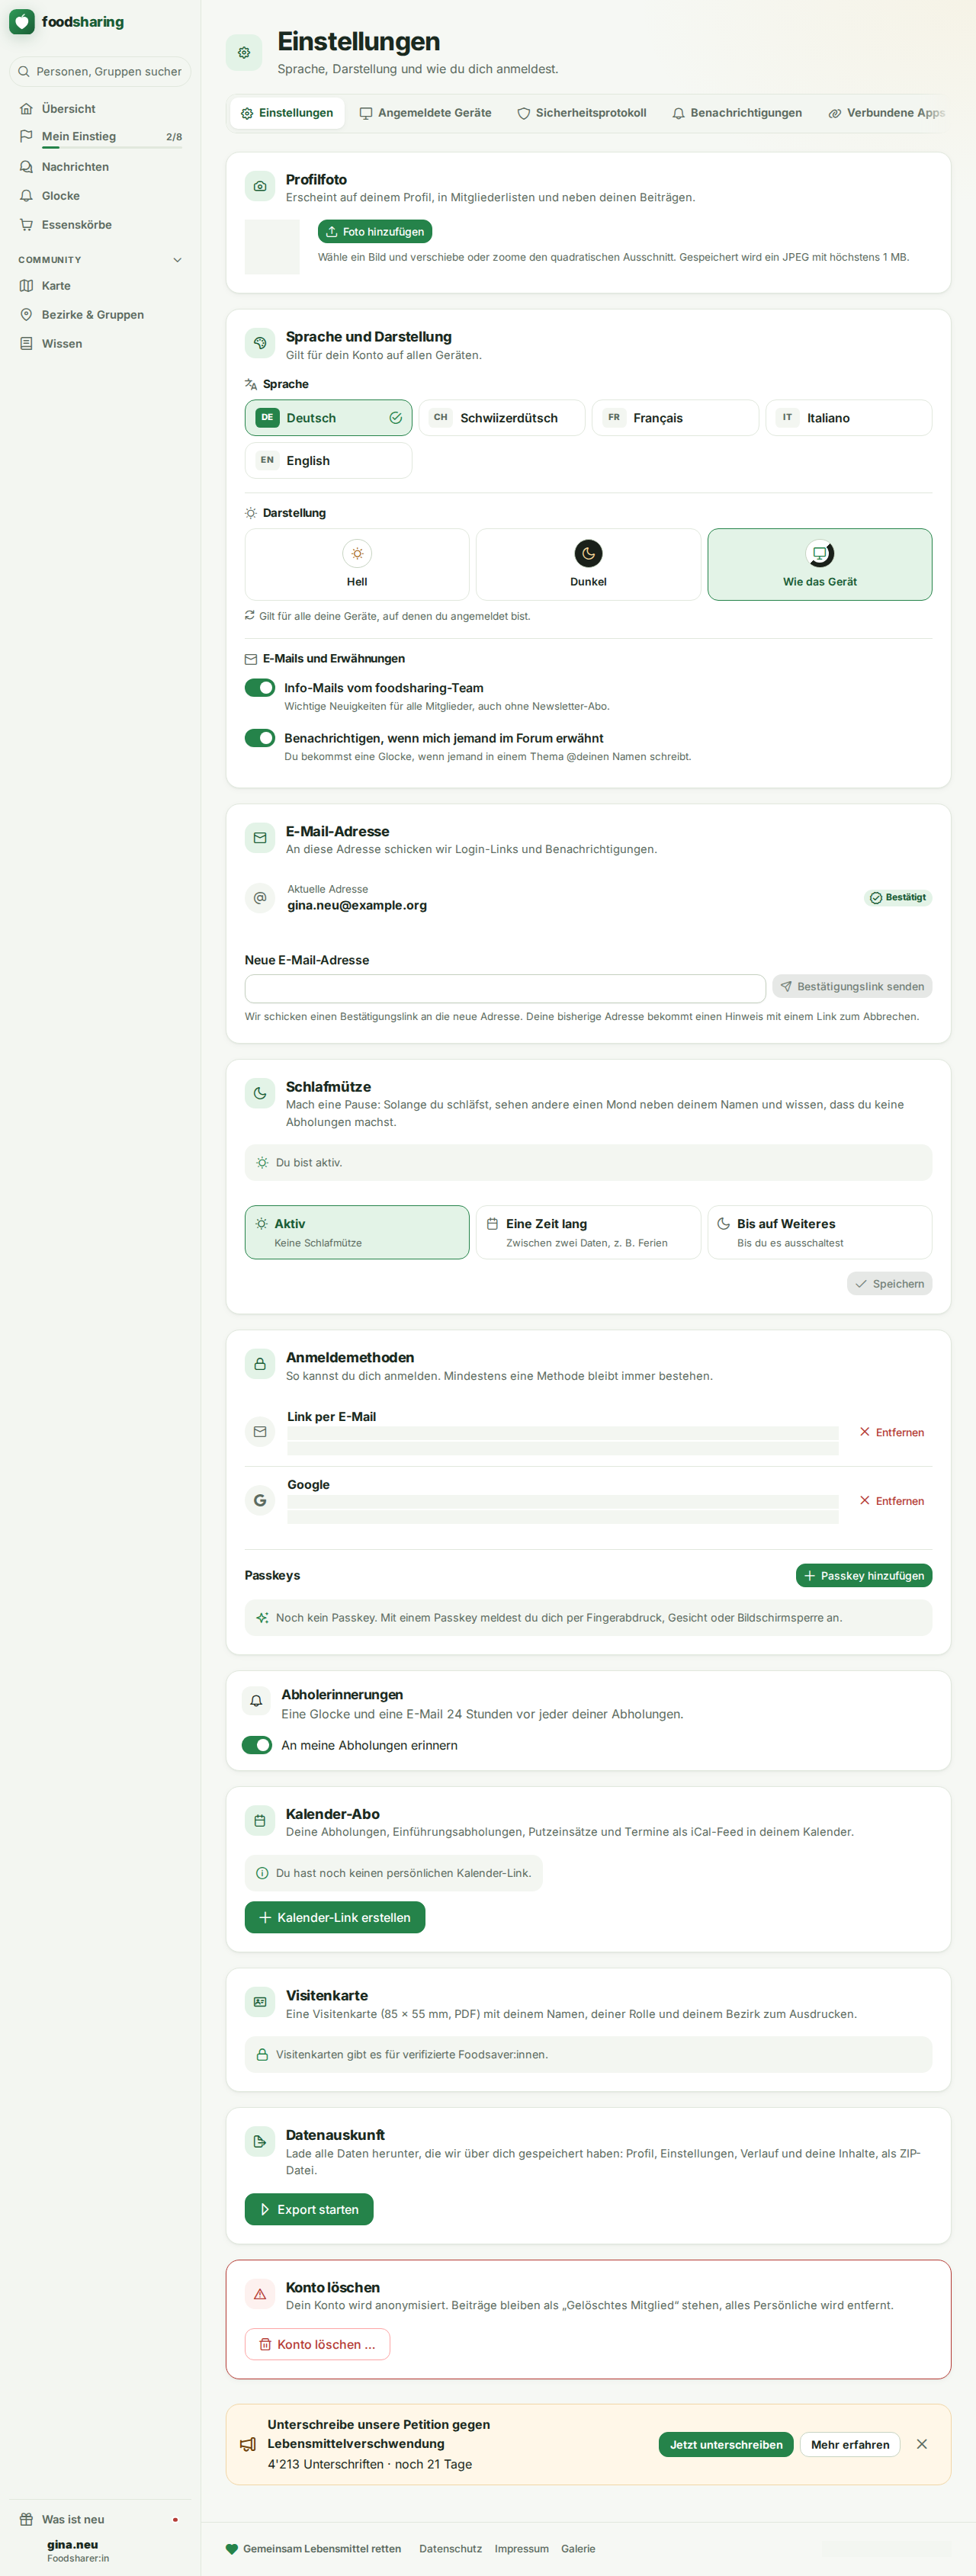 foodsharing
Personen, Gruppen sucher
Übersicht
Mein Einstieg 2/8
Nachrichten
Glocke
Essenskörbe
COMMUNITY
Karte
Bezirke & Gruppen
Wissen
Einstellungen
Sprache, Darstellung und wie du dich anmeldest.
Einstellungen Angemeldete Geräte Sicherheitsprotokoll Benachrichtigungen Verbundene Apps
Profilfoto
Erscheint auf deinem Profil, in Mitgliederlisten und neben deinen Beiträgen.
Foto hinzufügen
Wähle ein Bild und verschiebe oder zoome den quadratischen Ausschnitt. Gespeichert wird ein JPEG mit höchstens 1 MB.
Sprache und Darstellung
Gilt für dein Konto auf allen Geräten.
Sprache
DE Deutsch CH Schwiizerdütsch FR Français IT Italiano
EN English
Darstellung
Hell Dunkel Wie das Gerät
Gilt für alle deine Geräte, auf denen du angemeldet bist.
E-Mails und Erwähnungen
Info-Mails vom foodsharing-Team
Wichtige Neuigkeiten für alle Mitglieder, auch ohne Newsletter-Abo.
Benachrichtigen, wenn mich jemand im Forum erwähnt
Du bekommst eine Glocke, wenn jemand in einem Thema @deinen Namen schreibt.
E-Mail-Adresse
An diese Adresse schicken wir Login-Links und Benachrichtigungen.
Aktuelle Adresse
gina.neu@example.org Bestätigt
Neue E-Mail-Adresse
Bestätigungslink senden
Wir schicken einen Bestätigungslink an die neue Adresse. Deine bisherige Adresse bekommt einen Hinweis mit einem Link zum Abbrechen.
Schlafmütze
Mach eine Pause: Solange du schläfst, sehen andere einen Mond neben deinem Namen und wissen, dass du keine
Abholungen machst.
Du bist aktiv.
Aktiv Eine Zeit lang Bis auf Weiteres
Keine Schlafmütze Zwischen zwei Daten, z. B. Ferien Bis du es ausschaltest
Speichern
Anmeldemethoden
So kannst du dich anmelden. Mindestens eine Methode bleibt immer bestehen.
Link per E-Mail
Entfernen
Google
Entfernen
Passkeys Passkey hinzufügen
Noch kein Passkey. Mit einem Passkey meldest du dich per Fingerabdruck, Gesicht oder Bildschirmsperre an.
Abholerinnerungen
Eine Glocke und eine E-Mail 24 Stunden vor jeder deiner Abholungen.
An meine Abholungen erinnern
Kalender-Abo
Deine Abholungen, Einführungsabholungen, Putzeinsätze und Termine als iCal-Feed in deinem Kalender.
Du hast noch keinen persönlichen Kalender-Link.
Kalender-Link erstellen
Visitenkarte
Eine Visitenkarte (85 × 55 mm, PDF) mit deinem Namen, deiner Rolle und deinem Bezirk zum Ausdrucken.
Visitenkarten gibt es für verifizierte Foodsaver:innen.
Datenauskunft
Lade alle Daten herunter, die wir über dich gespeichert haben: Profil, Einstellungen, Verlauf und deine Inhalte, als ZIP-
Datei.
Export starten
Konto löschen
Dein Konto wird anonymisiert. Beiträge bleiben als „Gelöschtes Mitglied“ stehen, alles Persönliche wird entfernt.
Konto löschen …
Unterschreibe unsere Petition gegen
Lebensmittelverschwendung
4'213 Unterschriften · noch 21 Tage
Jetzt unterschreiben Mehr erfahren
Was ist neu
gina.neu
Foodsharer:in
Gemeinsam Lebensmittel retten Datenschutz Impressum Galerie